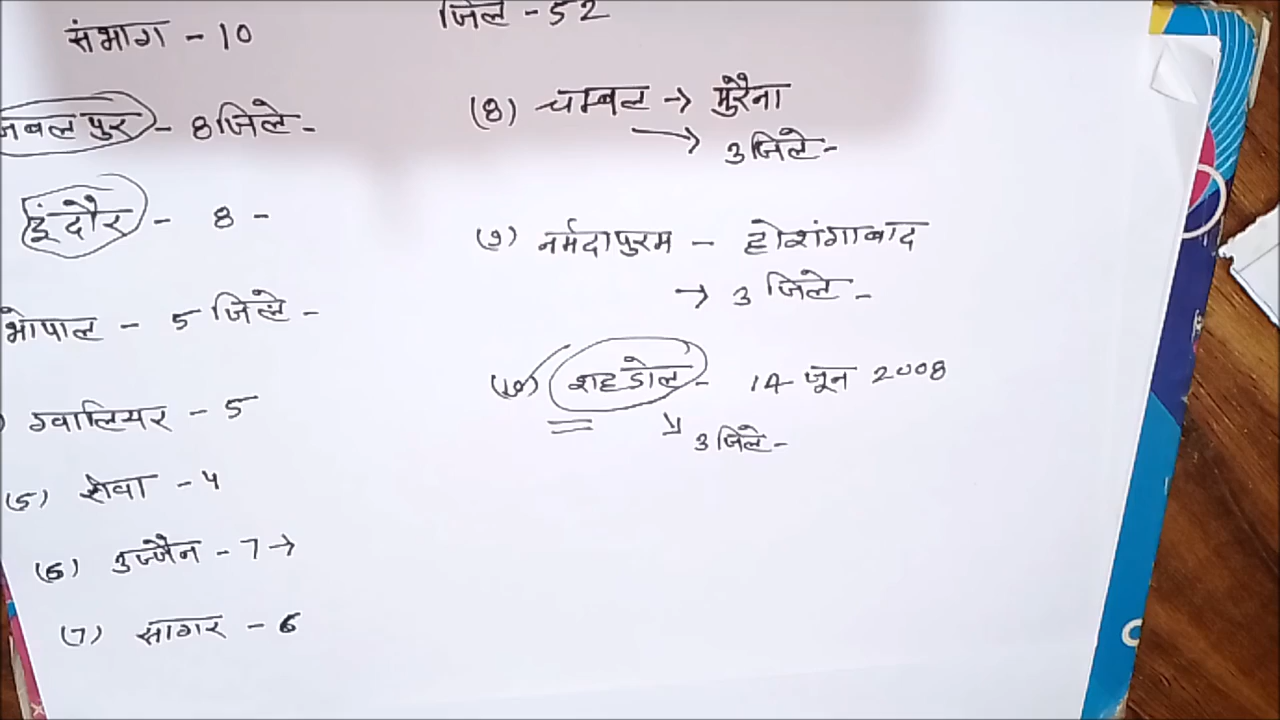 संभाग - 10
जिले - 52
जबलपुर - 8 जिले -
इंदौर - 8 -
भोपाल - 5 जिले -
) ग्वालियर - 5
(5) रीवा - 4
(6) उज्जैन - 7 →
(7) सागर - 6
(8) चम्बल → मुरैना
→ 3 जिले -
(9) नर्मदापुरम - होशंगाबाद
→ 3 जिले -
(10) शहडोल - 14 जून 2008
3 जिले -